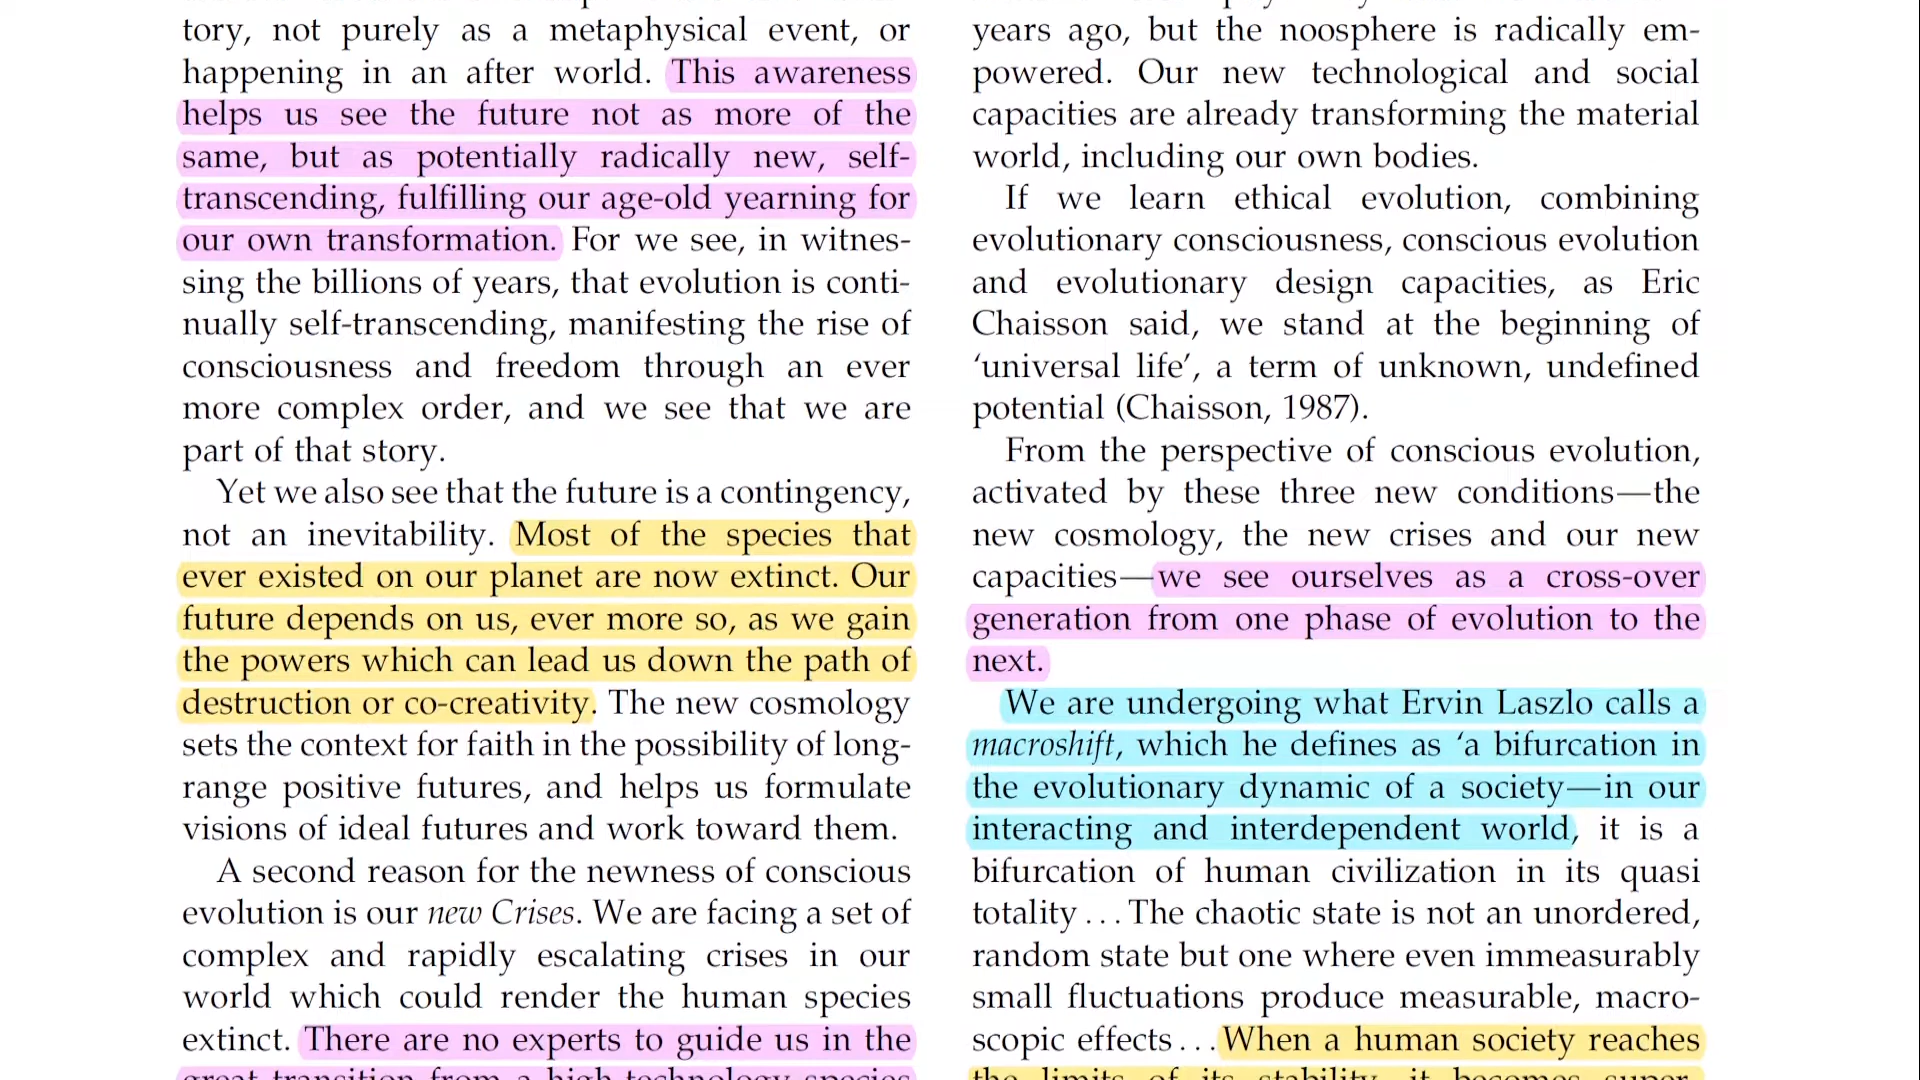 tory, not purely as a metaphysical event, or
happening in an after world. This awareness
helps us see the future not as more of the
same, but as potentially radically new, self-
transcending, fulfilling our age-old yearning for
our own transformation. For we see, in witnes-
sing the billions of years, that evolution is conti-
nually self-transcending, manifesting the rise of
consciousness and freedom through an ever
more complex order, and we see that we are
part of that story.
Yet we also see that the future is a contingency,
not an inevitability. Most of the species that
ever existed on our planet are now extinct. Our
future depends on us, ever more so, as we gain
the powers which can lead us down the path of
destruction or co-creativity. The new cosmology
sets the context for faith in the possibility of long-
range positive futures, and helps us formulate
visions of ideal futures and work toward them.
A second reason for the newness of conscious
evolution is our new Crises. We are facing a set of
complex and rapidly escalating crises in our
world which could render the human species
extinct. There are no experts to guide us in the
great transition from a high technology species
years ago, but the noosphere is radically em-
powered. Our new technological and social
capacities are already transforming the material
world, including our own bodies.
If we learn ethical evolution, combining
evolutionary consciousness, conscious evolution
and evolutionary design capacities, as Eric
Chaisson said, we stand at the beginning of
‘universal life’, a term of unknown, undefined
potential (Chaisson, 1987).
From the perspective of conscious evolution,
activated by these three new conditions—the
new cosmology, the new crises and our new
capacities—we see ourselves as a cross-over
generation from one phase of evolution to the
next.
We are undergoing what Ervin Laszlo calls a
macroshift, which he defines as ‘a bifurcation in
the evolutionary dynamic of a society—in our
interacting and interdependent world, it is a
bifurcation of human civilization in its quasi
totality . . . The chaotic state is not an unordered,
random state but one where even immeasurably
small fluctuations produce measurable, macro-
scopic effects . . . When a human society reaches
the limits of its stability, it becomes super-